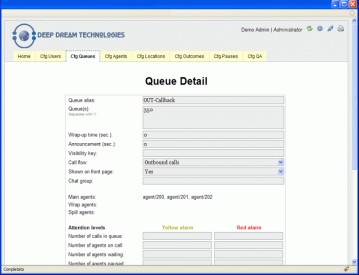 DEEP DREAM TECHNOLOGIES
Demo Admin | Administrator
Home Cfg Users Cfg Queues Cfg Agents Cfg Locations Cfg Outcomes Cfg Pauses Cfg QA
Queue Detail
Queue alias: OUT-Callback
Queue(s) 350
Wrap-up time (sec.): 0
Announcement (sec.): 0
Visibility key:
Call flow: Outbound calls
Shown on front page: Yes
Chat group:
Main agents: agent/200, agent/201, agent/202
Wrap agents:
Spill agents:
Attention levels Yellow alarm Red alarm
Number of calls in queue:
Number of agents on call:
Number of agents waiting:
Number of agents paused:
Completato